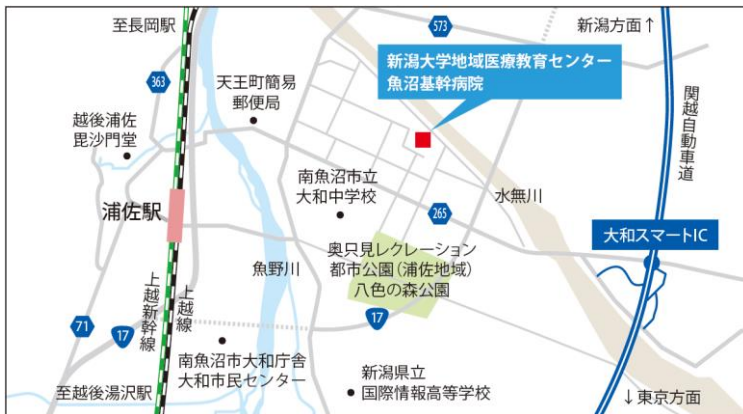 至長岡駅
573
新潟方面↑
新潟大学地域医療教育センター
魚沼基幹病院
363
天王町簡易
郵便局
関越自動車道
越後浦佐
毘沙門堂
南魚沼市立
大和中学校
265
水無川
浦佐駅
大和スマートIC
魚野川
奥只見レクレーション
都市公園(浦佐地域)
八色の森公園
上越新幹線
上越線
71
17
17
南魚沼市大和庁舎
大和市民センター
新潟県立
国際情報高等学校
至越後湯沢駅
↓東京方面